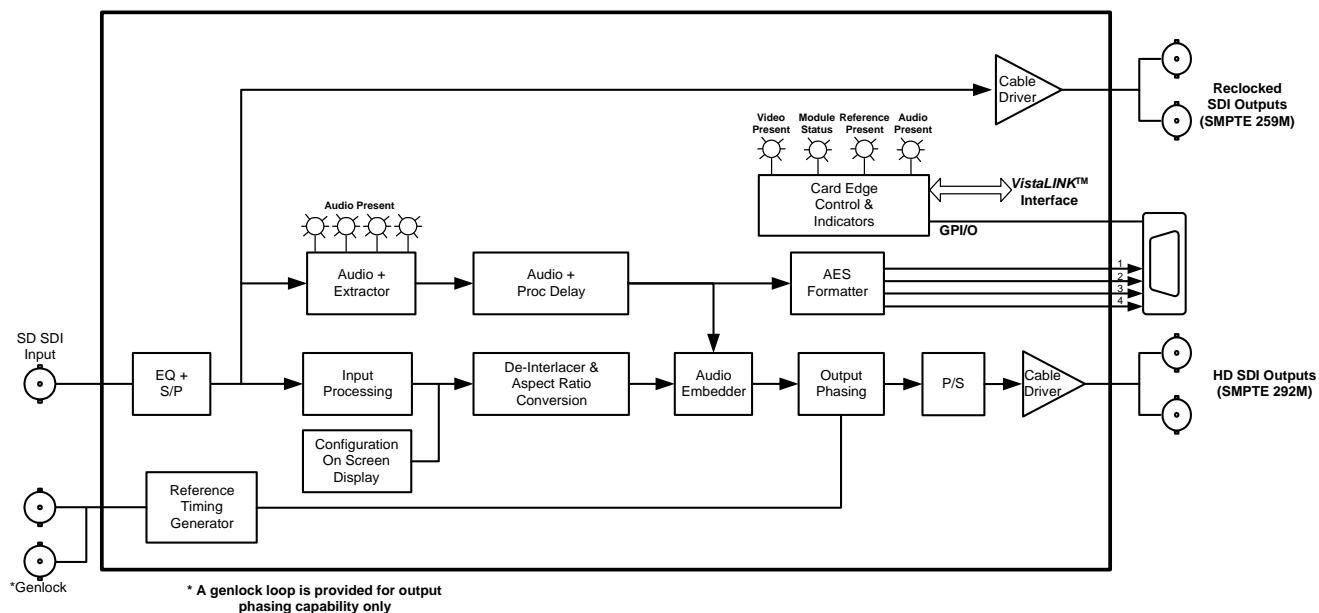 Cable
Driver
Reclocked
SDI Outputs
(SMPTE 259M)
Video
Present
Module
Status
Reference
Present
Audio
Present
Card Edge
Control &
Indicators
VistaLINK™
Interface
GPI/O
Audio Present
Audio +
Extractor
Audio +
Proc Delay
AES
Formatter
1
2
3
4
SD SDI
Input
EQ +
S/P
Input
Processing
De-Interlacer &
Aspect Ratio
Conversion
Audio
Embedder
Output
Phasing
P/S
Cable
Driver
HD SDI Outputs
(SMPTE 292M)
Configuration
On Screen
Display
Reference
Timing
Generator
*Genlock
* A genlock loop is provided for output
phasing capability only